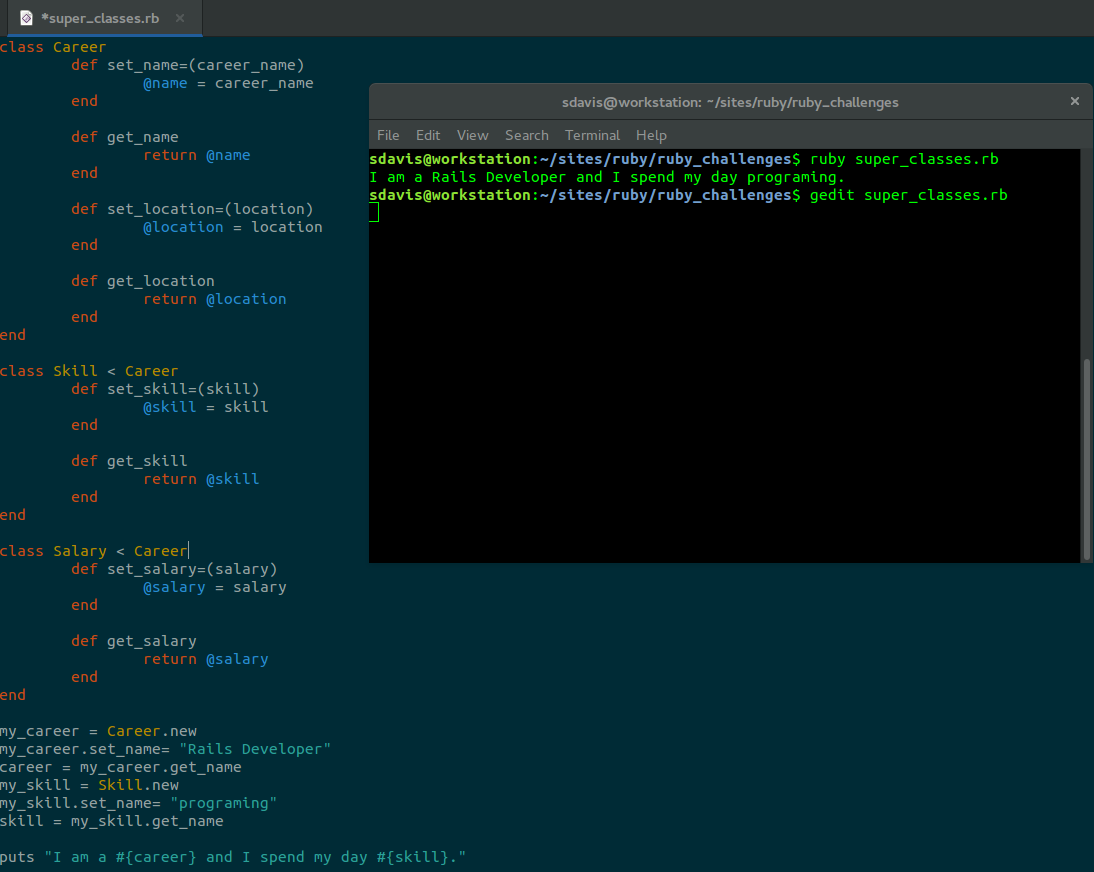 *super_classes.rb ×
class Career
def set_name=(career_name)
@name = career_name
end
def get_name
return @name
end
def set_location=(location)
@location = location
end
def get_location
return @location
end
end
class Skill < Career
def set_skill=(skill)
@skill = skill
end
def get_skill
return @skill
end
end
class Salary < Career
def set_salary=(salary)
@salary = salary
end
def get_salary
return @salary
end
end
my_career = Career.new
my_career.set_name= "Rails Developer"
career = my_career.get_name
my_skill = Skill.new
my_skill.set_name= "programing"
skill = my_skill.get_name
puts "I am a #{career} and I spend my day #{skill}."
sdavis@workstation: ~/sites/ruby/ruby_challenges ×
File Edit View Search Terminal Help
sdavis@workstation:~/sites/ruby/ruby_challenges$ ruby super_classes.rb
I am a Rails Developer and I spend my day programing.
sdavis@workstation:~/sites/ruby/ruby_challenges$ gedit super_classes.rb